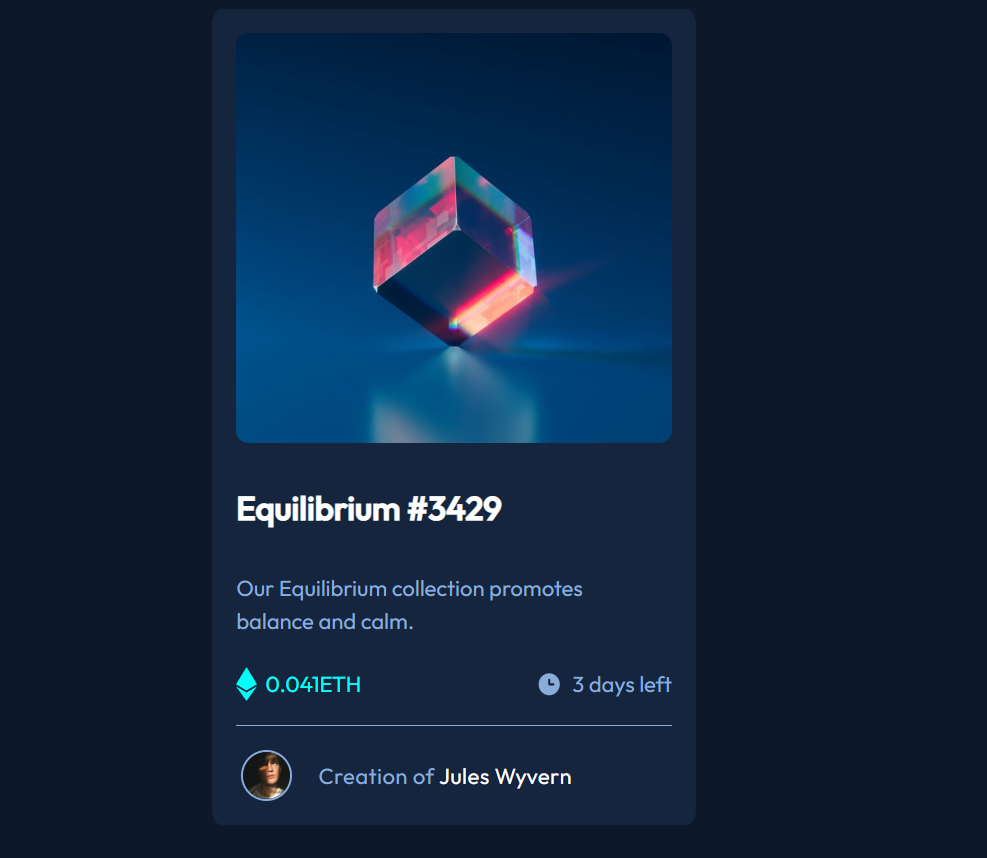 Equilibrium #3429
Our Equilibrium collection promotes
balance and calm.
0.041ETH
3 days left
Creation of Jules Wyvern